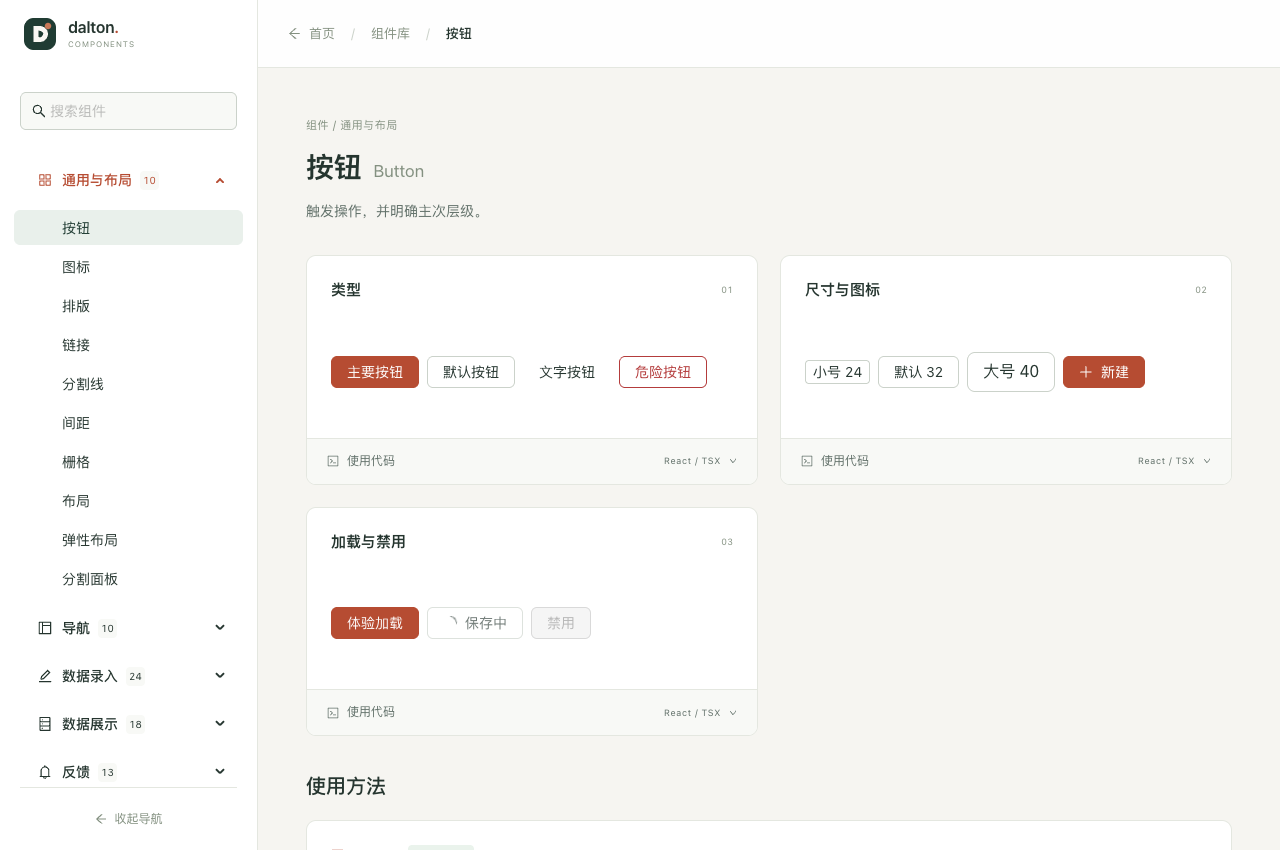 dalton.
COMPONENTS
搜索组件
通用与布局 10
按钮
图标
排版
链接
分割线
间距
栅格
布局
弹性布局
分割面板
导航 10
数据录入 24
数据展示 18
反馈 13
收起导航
首页 / 组件库 / 按钮
组件 / 通用与布局
按钮 Button
触发操作，并明确主次层级。
类型 01
主要按钮 默认按钮 文字按钮 危险按钮
使用代码 React / TSX
尺寸与图标 02
小号 24 默认 32 大号 40 新建
使用代码 React / TSX
加载与禁用 03
体验加载 保存中 禁用
使用代码 React / TSX
使用方法